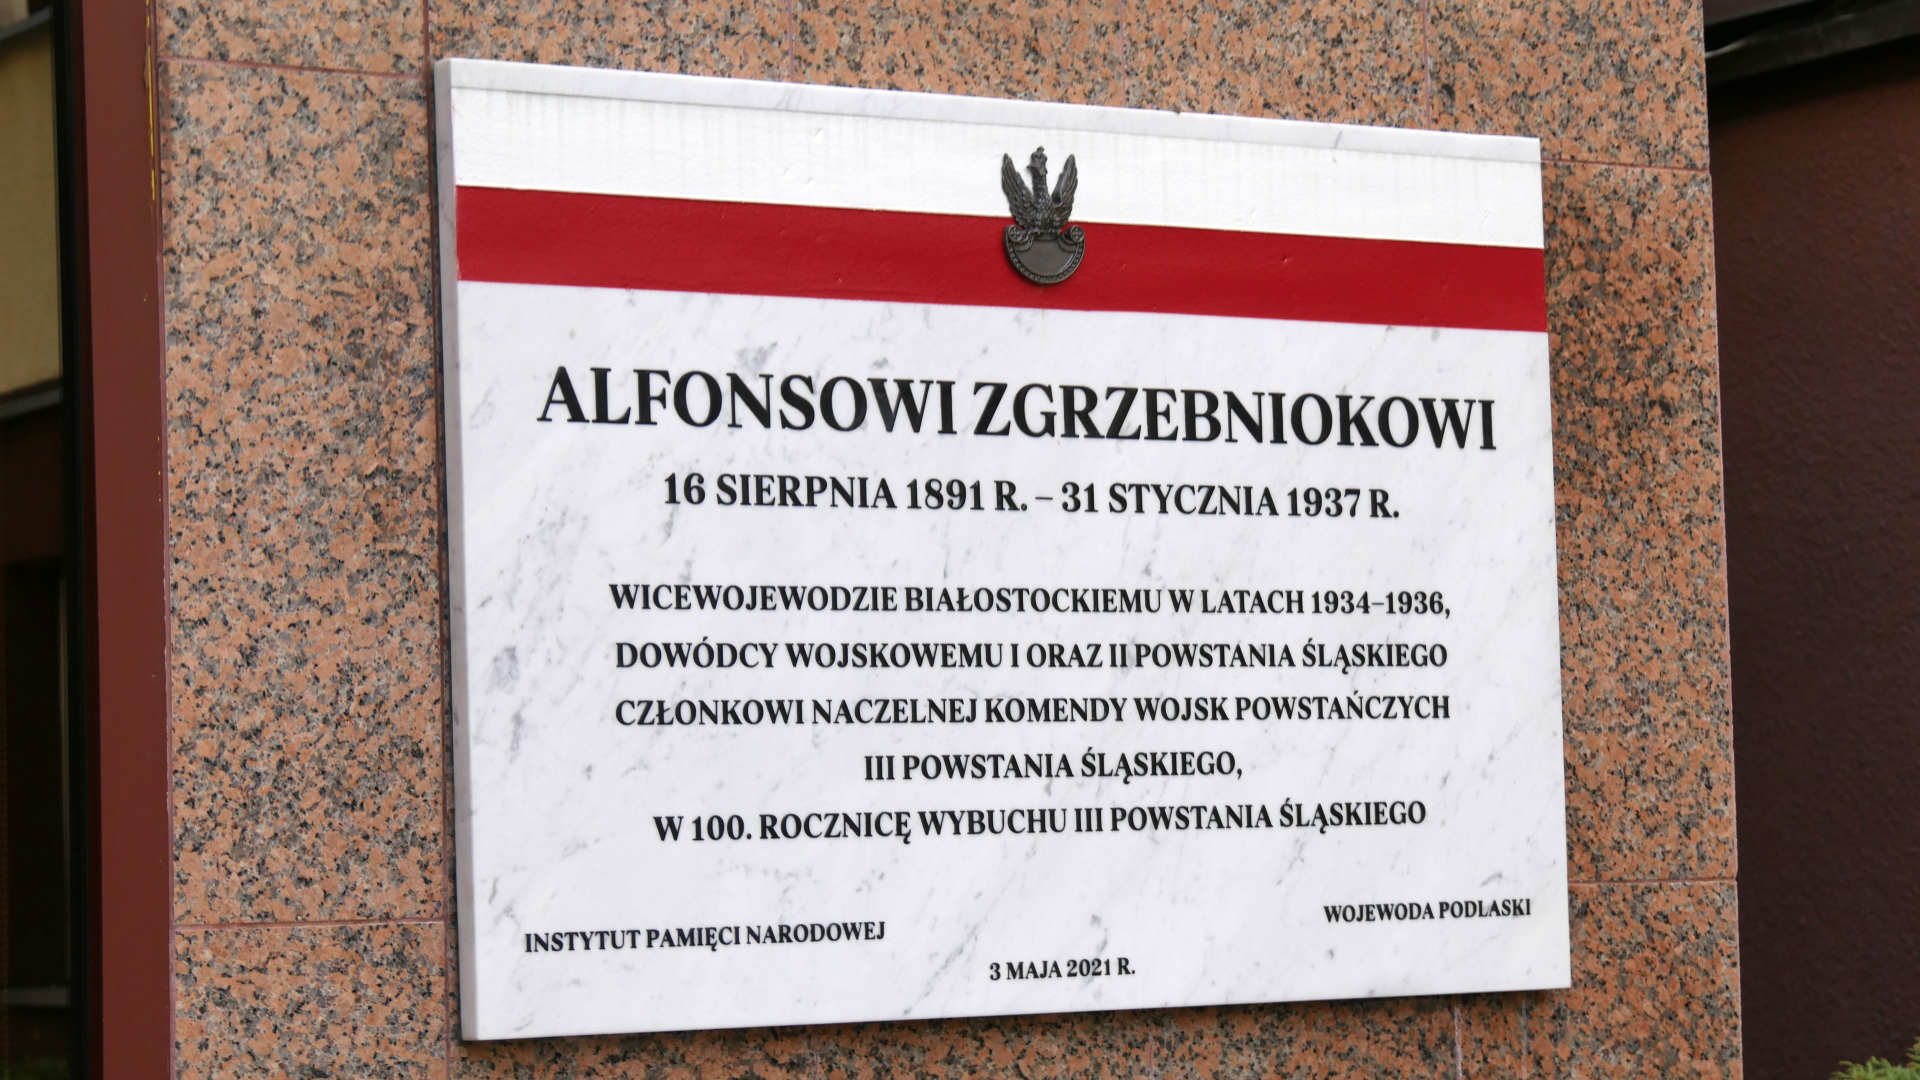 ALFONSOWI ZGRZEBNIOKOWI
16 SIERPNIA 1891 R. – 31 STYCZNIA 1937 R.
WICEWOJEWODZIE BIAŁOSTOCKIEMU W LATACH 1934–1936,
DOWÓDCY WOJSKOWEMU I ORAZ II POWSTANIA ŚLĄSKIEGO
CZŁONKOWI NACZELNEJ KOMENDY WOJSK POWSTAŃCZYCH
III POWSTANIA ŚLĄSKIEGO,
W 100. ROCZNICĘ WYBUCHU III POWSTANIA ŚLĄSKIEGO
INSTYTUT PAMIĘCI NARODOWEJ
WOJEWODA PODLASKI
3 MAJA 2021 R.